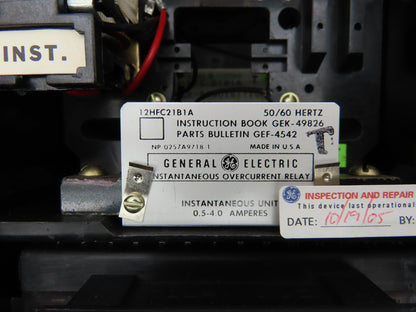 INST.
12HFC21B1A 50/60 HERTZ
INSTRUCTION BOOK GEK-49826
PARTS BULLETIN GEF-4542
T
NP 0257A9718-1 MADE IN U.S.A
GENERAL GE ELECTRIC
INSTANTANEOUS OVERCURRENT RELAY
INSTANTANEOUS UNIT
0.5-4.0 AMPERES
GE INSPECTION AND REPAIR
This device last operational
DATE: 10/19/05 BY: